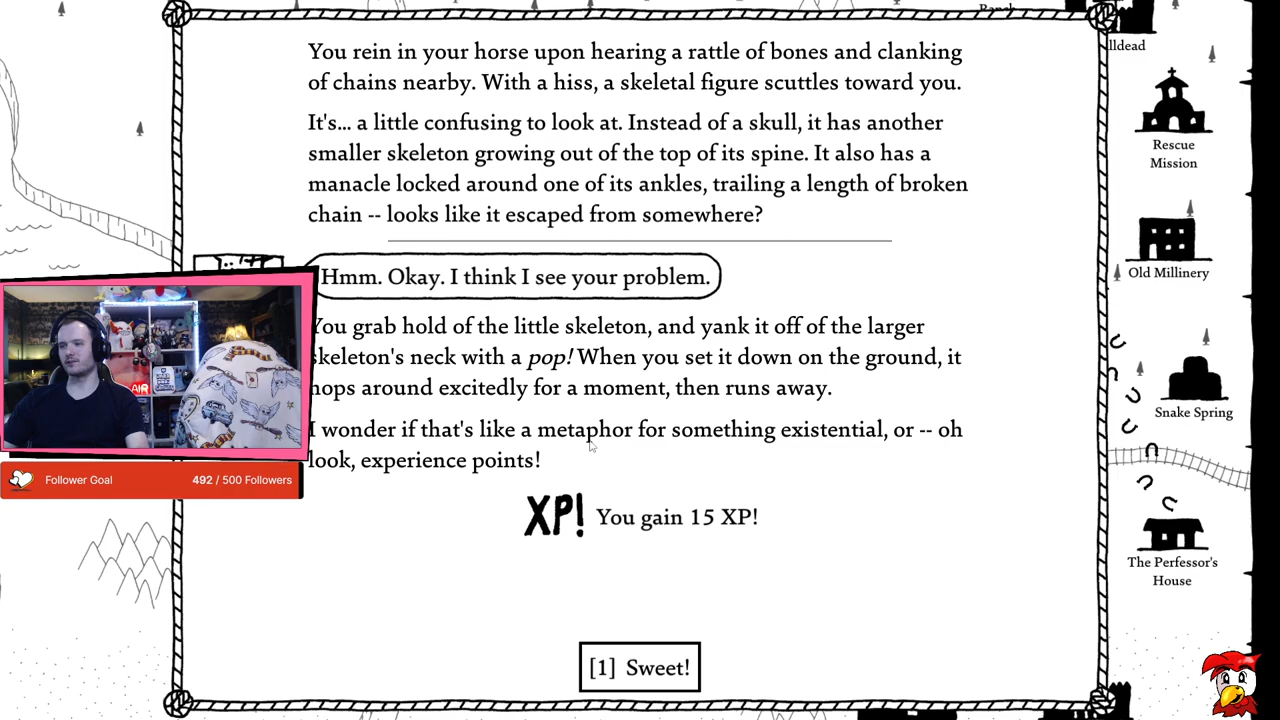 Ranch
lldead
You rein in your horse upon hearing a rattle of bones and clanking
of chains nearby. With a hiss, a skeletal figure scuttles toward you.
It's... a little confusing to look at. Instead of a skull, it has another
smaller skeleton growing out of the top of its spine. It also has a
manacle locked around one of its ankles, trailing a length of broken
chain -- looks like it escaped from somewhere?
Hmm. Okay. I think I see your problem.
You grab hold of the little skeleton, and yank it off of the larger
skeleton's neck with a pop! When you set it down on the ground, it
hops around excitedly for a moment, then runs away.
I wonder if that's like a metaphor for something existential, or -- oh
look, experience points!
XP! You gain 15 XP!
[1] Sweet!
Rescue
Mission
Old Millinery
Snake Spring
The Perfessor's
House
AIR
Follower Goal
492 / 500 Followers